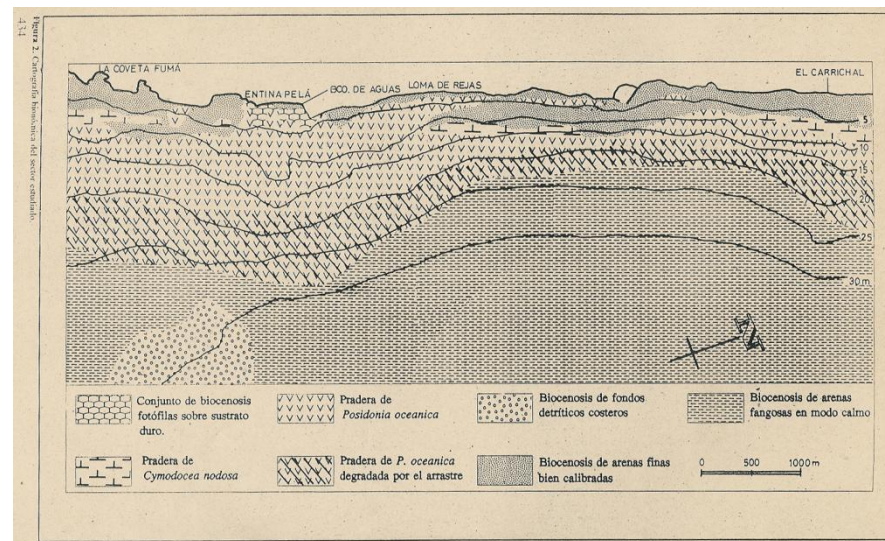 Figura 2. Cartografía bionómica del sector estudiado.
434
LA COVETA FUMÁ
ENTINA PELÁ
BCO. DE AGUAS
LOMA DE REJAS
EL CARRICHAL
5
10
15
20
25
30 m
N
Conjunto de biocenosis
fotófilas sobre sustrato
duro.
Pradera de
Posidonia oceanica
Biocenosis de fondos
detríticos costeros
Biocenosis de arenas
fangosas en modo calmo
Pradera de
Cymodocea nodosa
Pradera de P. oceanica
degradada por el arrastre
Biocenosis de arenas finas
bien calibradas
0 500 1000 m